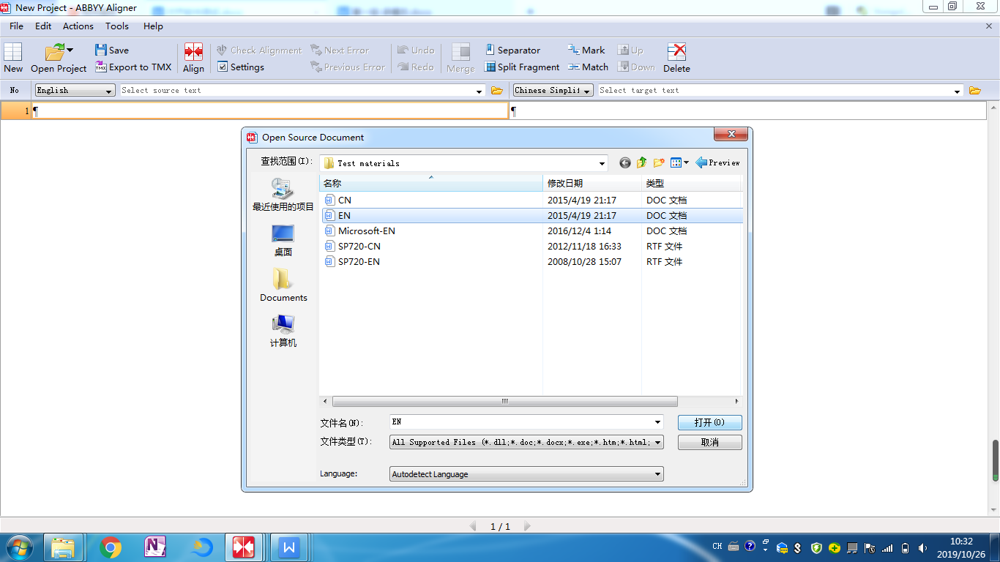 New Project - ABBYY Aligner
File Edit Actions Tools Help
Save Check Alignment Next Error Undo Separator Mark Up
New Open Project Export to TMX Align Settings Previous Error Redo Merge Split Fragment Match Down Delete
No English Select source text Chinese Simplif Select target text
1 ¶ ¶
Open Source Document
查找范围(I): Test materials Preview
名称 修改日期 类型
CN 2015/4/19 21:17 DOC 文档
EN 2015/4/19 21:17 DOC 文档
Microsoft-EN 2016/12/4 1:14 DOC 文档
SP720-CN 2012/11/18 16:33 RTF 文件
SP720-EN 2008/10/28 15:07 RTF 文件
最近使用的项目
桌面
Documents
计算机
文件名(N): EN 打开(O)
文件类型(T): All Supported Files (*.dll;*.doc;*.docx;*.exe;*.htm;*.html; 取消
Language: Autodetect Language
1 / 1
CH 10:32
2019/10/26